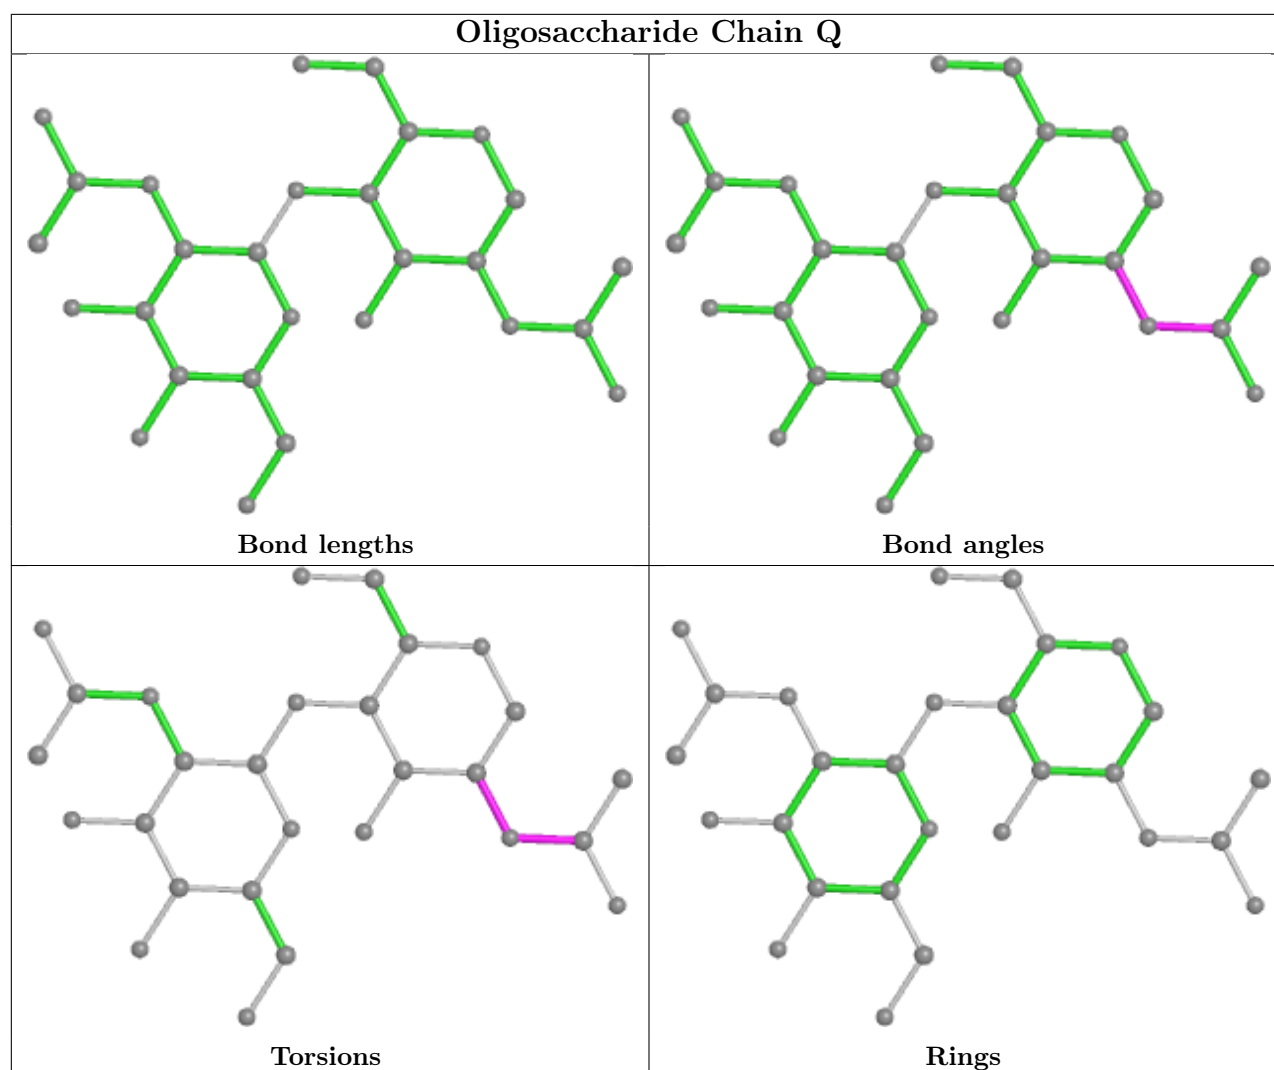 Oligosaccharide Chain Q
Bond lengths
Bond angles
Torsions
Rings